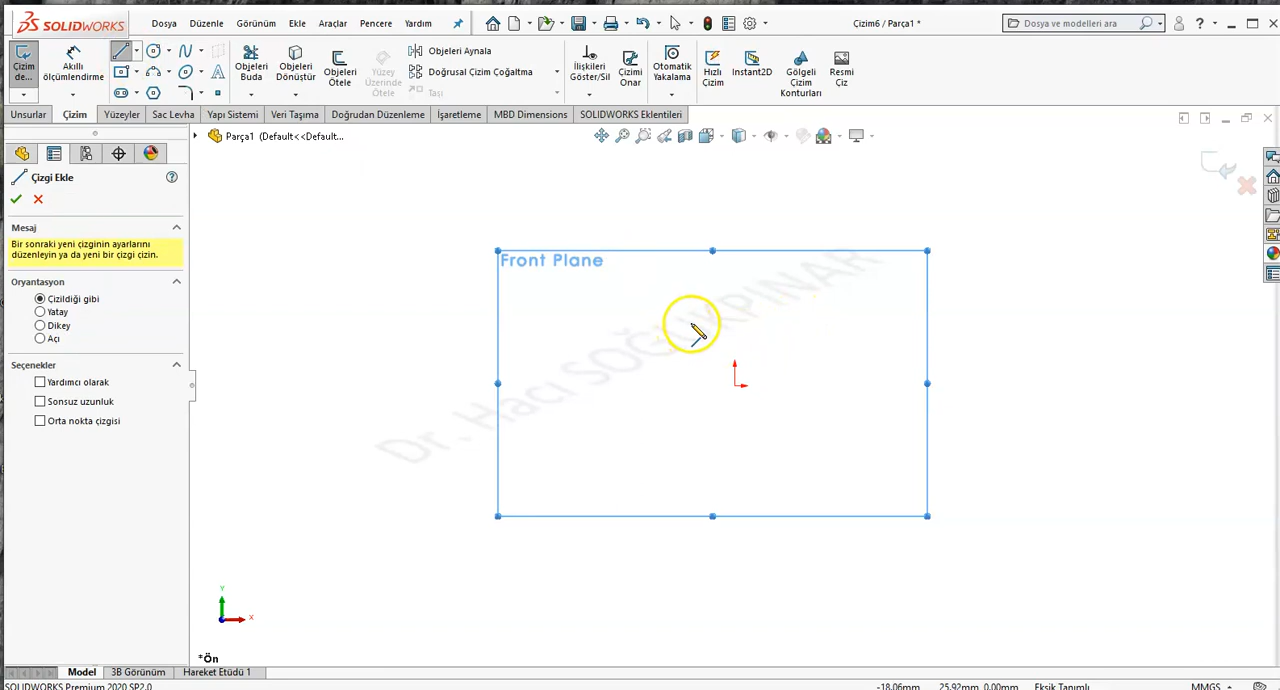 SOLIDWORKS
Dosya Düzenle Görünüm Ekle Araçlar Pencere Yardım
Çizim6 / Parça1 *
Dosya ve modelleri ara
?
Çizim de...
Akıllı ölçümlendirme
Objeleri Buda
Objeleri Dönüştür
Objeleri Ötele
Yüzey Üzerinde Ötele
Objeleri Aynala
Doğrusal Çizim Çoğaltma
Taşı
İlişkileri Göster/Sil
Çizimi Onar
Otomatik Yakalama
Hızlı Çizim
Instant2D
Gölgeli Çizim Konturları
Resmi Çiz
Unsurlar Çizim Yüzeyler Sac Levha Yapı Sistemi Veri Taşıma Doğrudan Düzenleme İşaretleme MBD Dimensions SOLIDWORKS Eklentileri
Parça1 (Default<<Default...
Çizgi Ekle
Mesaj
Bir sonraki yeni çizginin ayarlarını
düzenleyin ya da yeni bir çizgi çizin.
Oryantasyon
Çizildiği gibi
Yatay
Dikey
Açı
Seçenekler
Yardımcı olarak
Sonsuz uzunluk
Orta nokta çizgisi
Front Plane
Dr. Hacı SOĞUKPINAR
Y
X
*Ön
Model 3B Görünüm Hareket Etüdü 1
SOLIDWORKS Premium 2020 SP2.0
-18.06mm 25.92mm 0.00mm Eksik Tanımlı MMGS